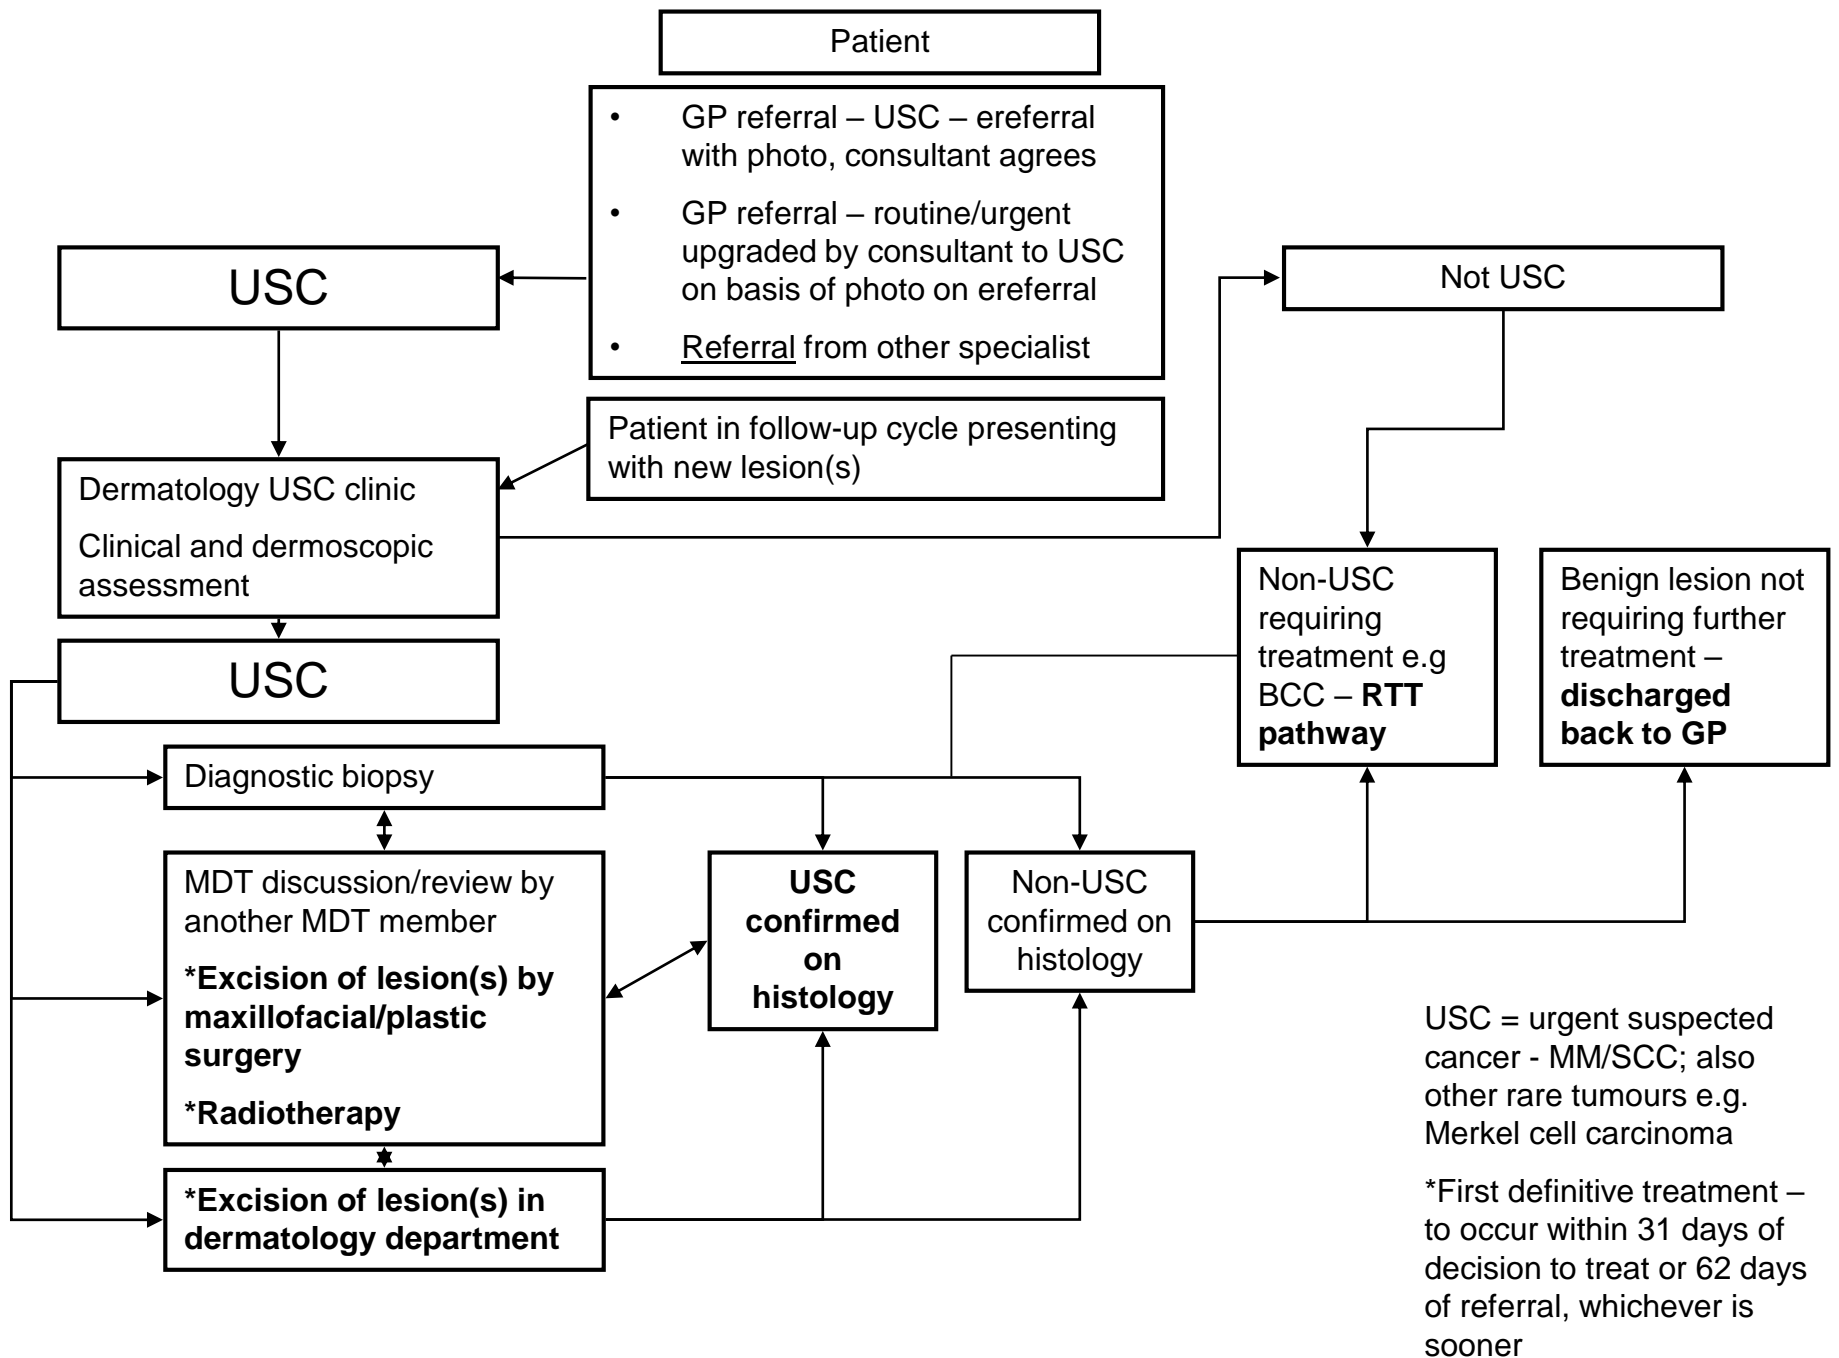 Patient
• GP referral – USC – ereferral
with photo, consultant agrees
• GP referral – routine/urgent
upgraded by consultant to USC
on basis of photo on ereferral
• Referral from other specialist
USC
Not USC
Patient in follow-up cycle presenting
with new lesion(s)
Dermatology USC clinic
Clinical and dermoscopic
assessment
Non-USC
requiring
treatment e.g
BCC – RTT
pathway
Benign lesion not
requiring further
treatment –
discharged
back to GP
USC
Diagnostic biopsy
MDT discussion/review by
another MDT member
*Excision of lesion(s) by
maxillofacial/plastic
surgery
*Radiotherapy
USC
confirmed
on
histology
Non-USC
confirmed on
histology
*Excision of lesion(s) in
dermatology department
USC = urgent suspected
cancer - MM/SCC; also
other rare tumours e.g.
Merkel cell carcinoma
*First definitive treatment –
to occur within 31 days of
decision to treat or 62 days
of referral, whichever is
sooner